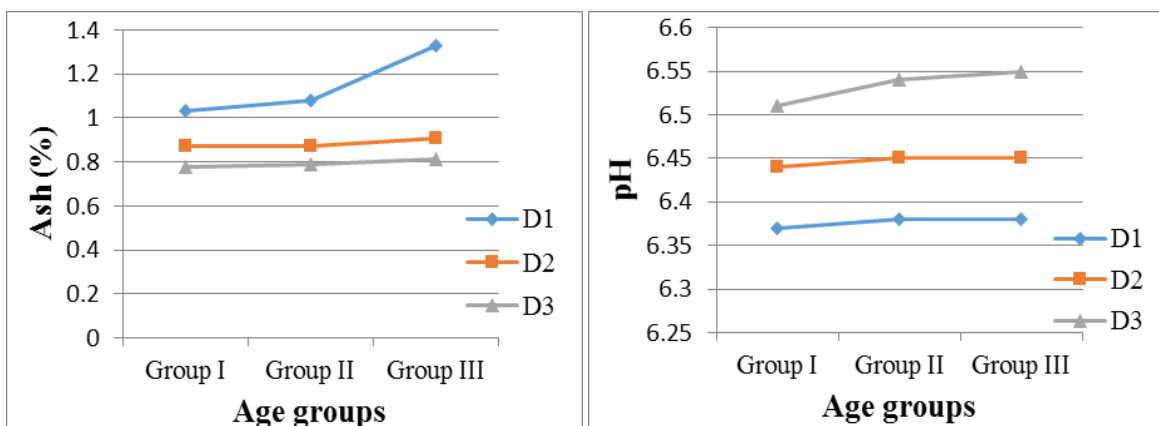 1.4
1.2
1
0.8
0.6
0.4
0.2
0
Ash (%)
Group I Group II Group III
Age groups
D1
D2
D3
6.6
6.55
6.5
6.45
6.4
6.35
6.3
6.25
pH
Group I Group II Group III
Age groups
D1
D2
D3